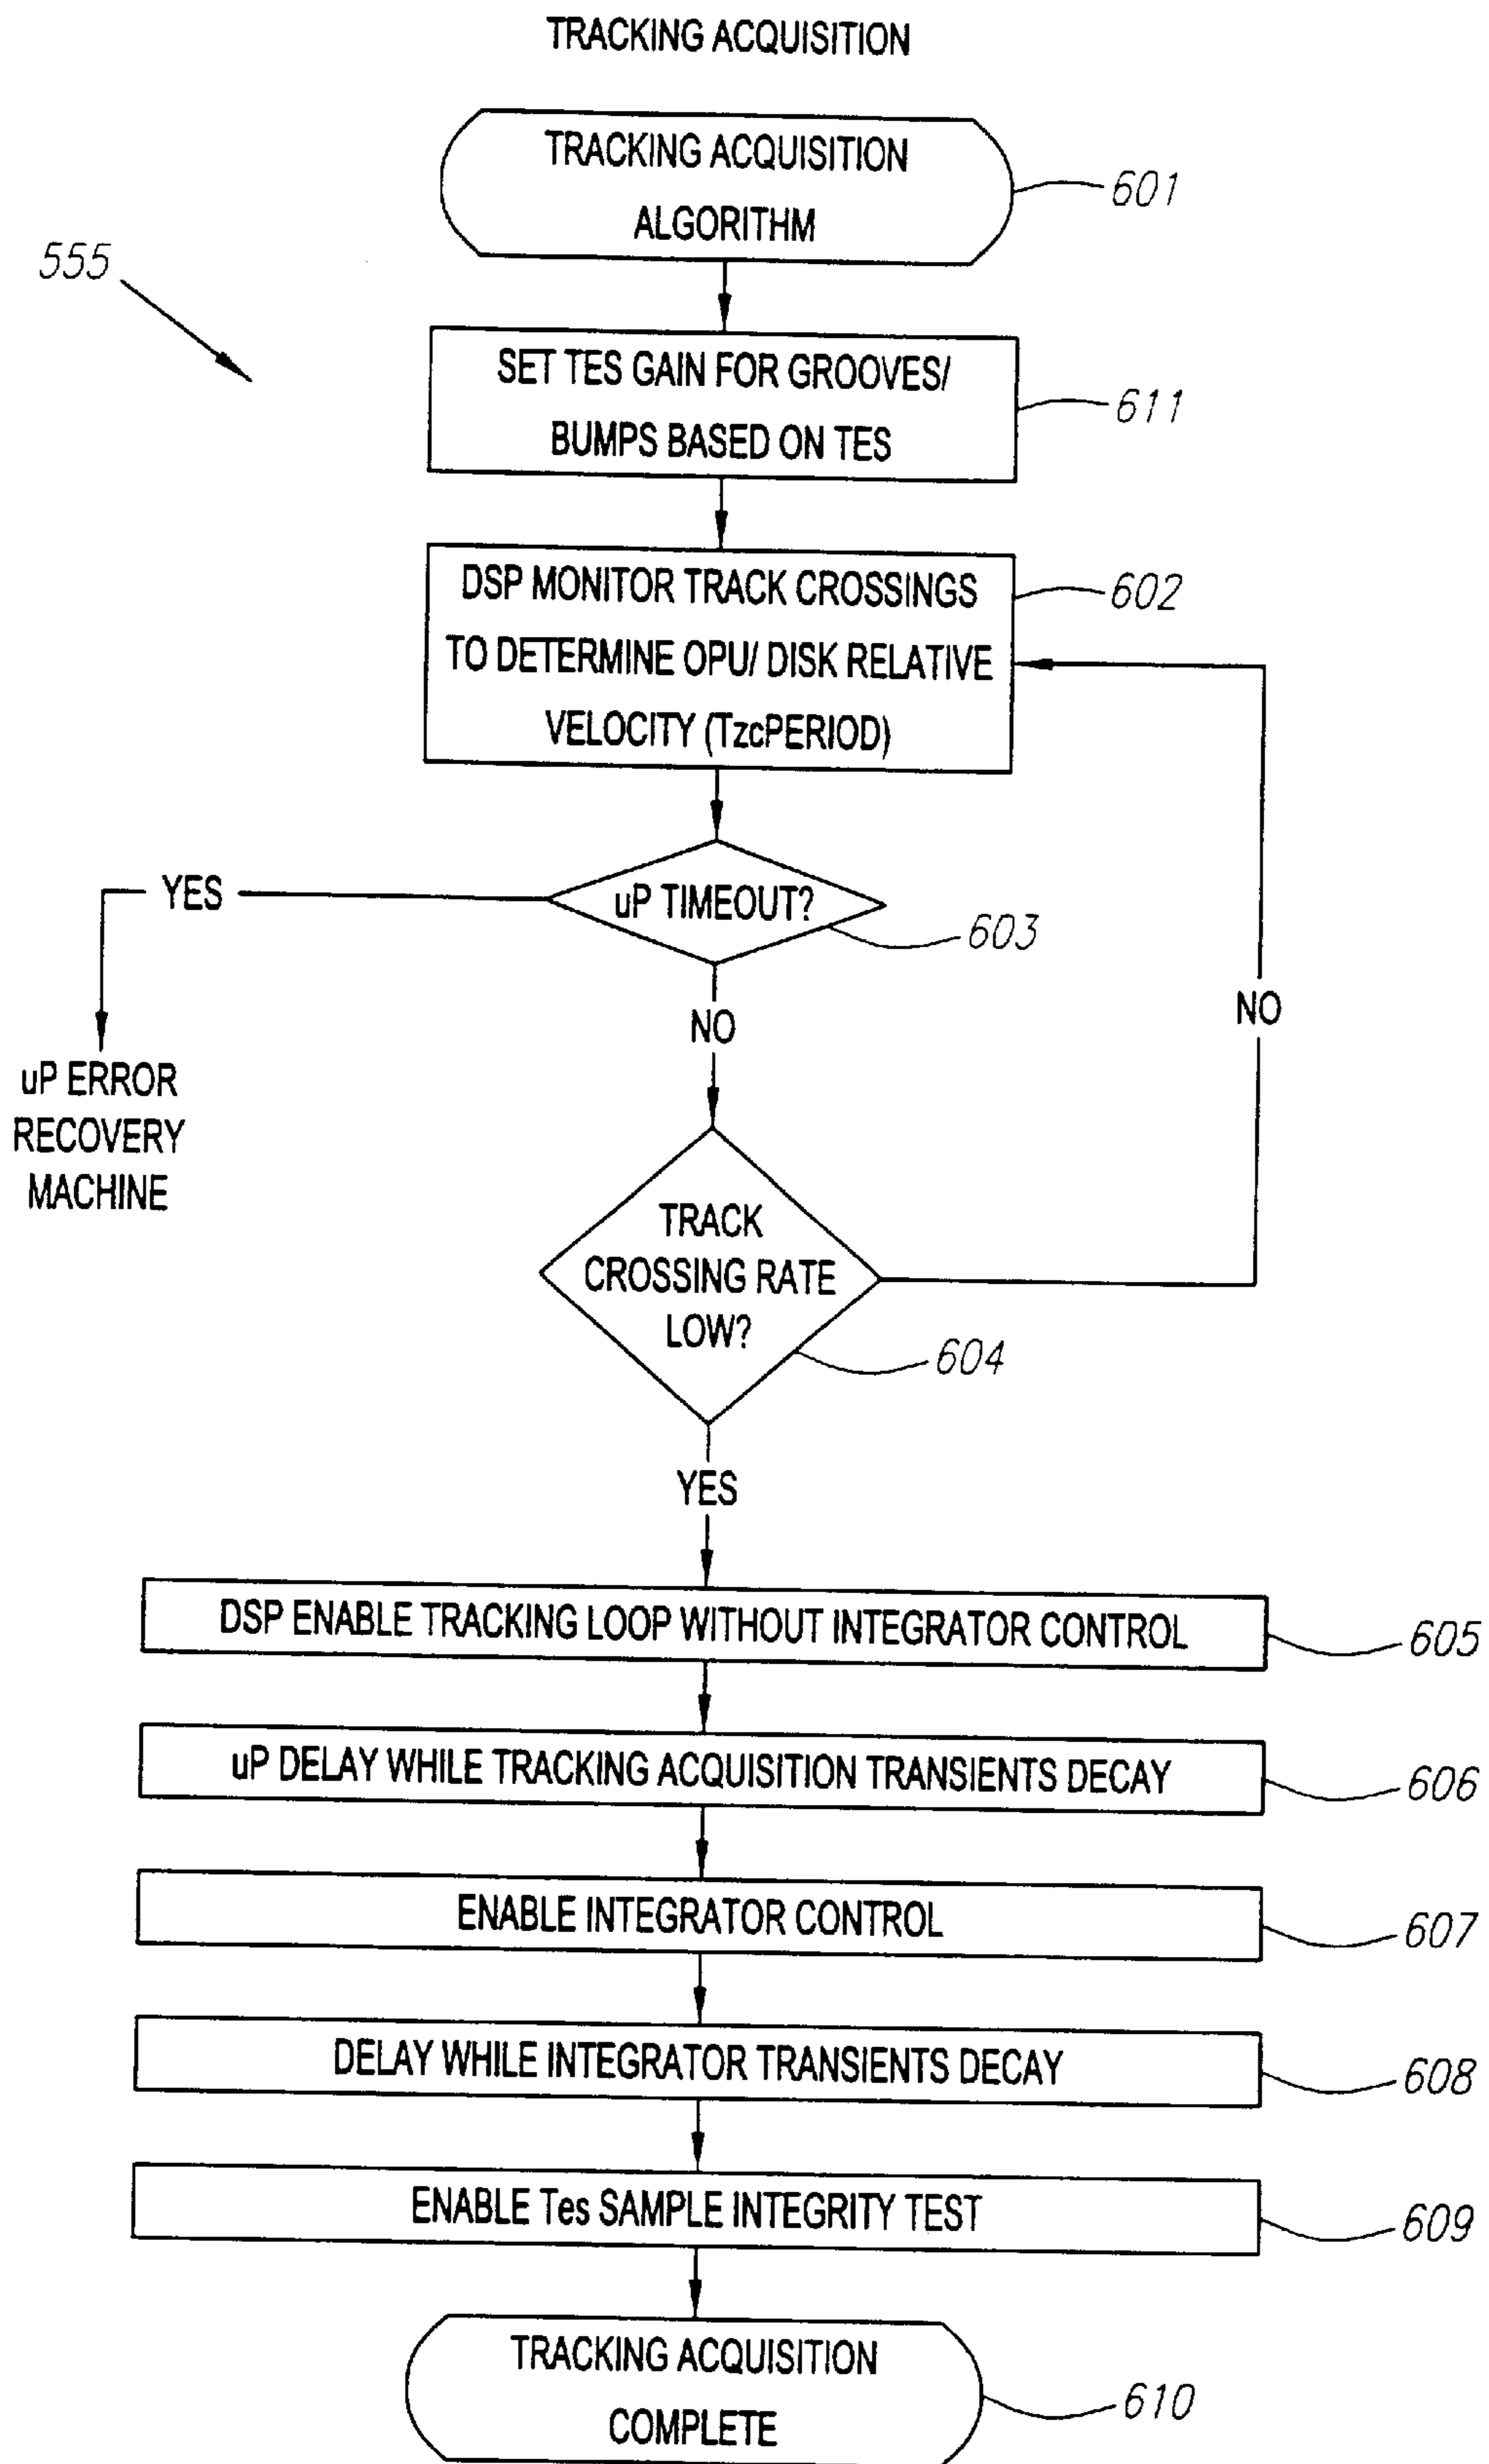 TRACKING ACQUISITION
TRACKING ACQUISITION
ALGORITHM
601
555
SET TES GAIN FOR GROOVES/
BUMPS BASED ON TES
611
DSP MONITOR TRACK CROSSINGS
TO DETERMINE OPU/ DISK RELATIVE
VELOCITY (TzcPERIOD)
602
YES
uP TIMEOUT?
603
NO
NO
uP ERROR
RECOVERY
MACHINE
TRACK
CROSSING RATE
LOW?
604
YES
DSP ENABLE TRACKING LOOP WITHOUT INTEGRATOR CONTROL
605
uP DELAY WHILE TRACKING ACQUISITION TRANSIENTS DECAY
606
ENABLE INTEGRATOR CONTROL
607
DELAY WHILE INTEGRATOR TRANSIENTS DECAY
608
ENABLE Tes SAMPLE INTEGRITY TEST
609
TRACKING ACQUISITION
COMPLETE
610